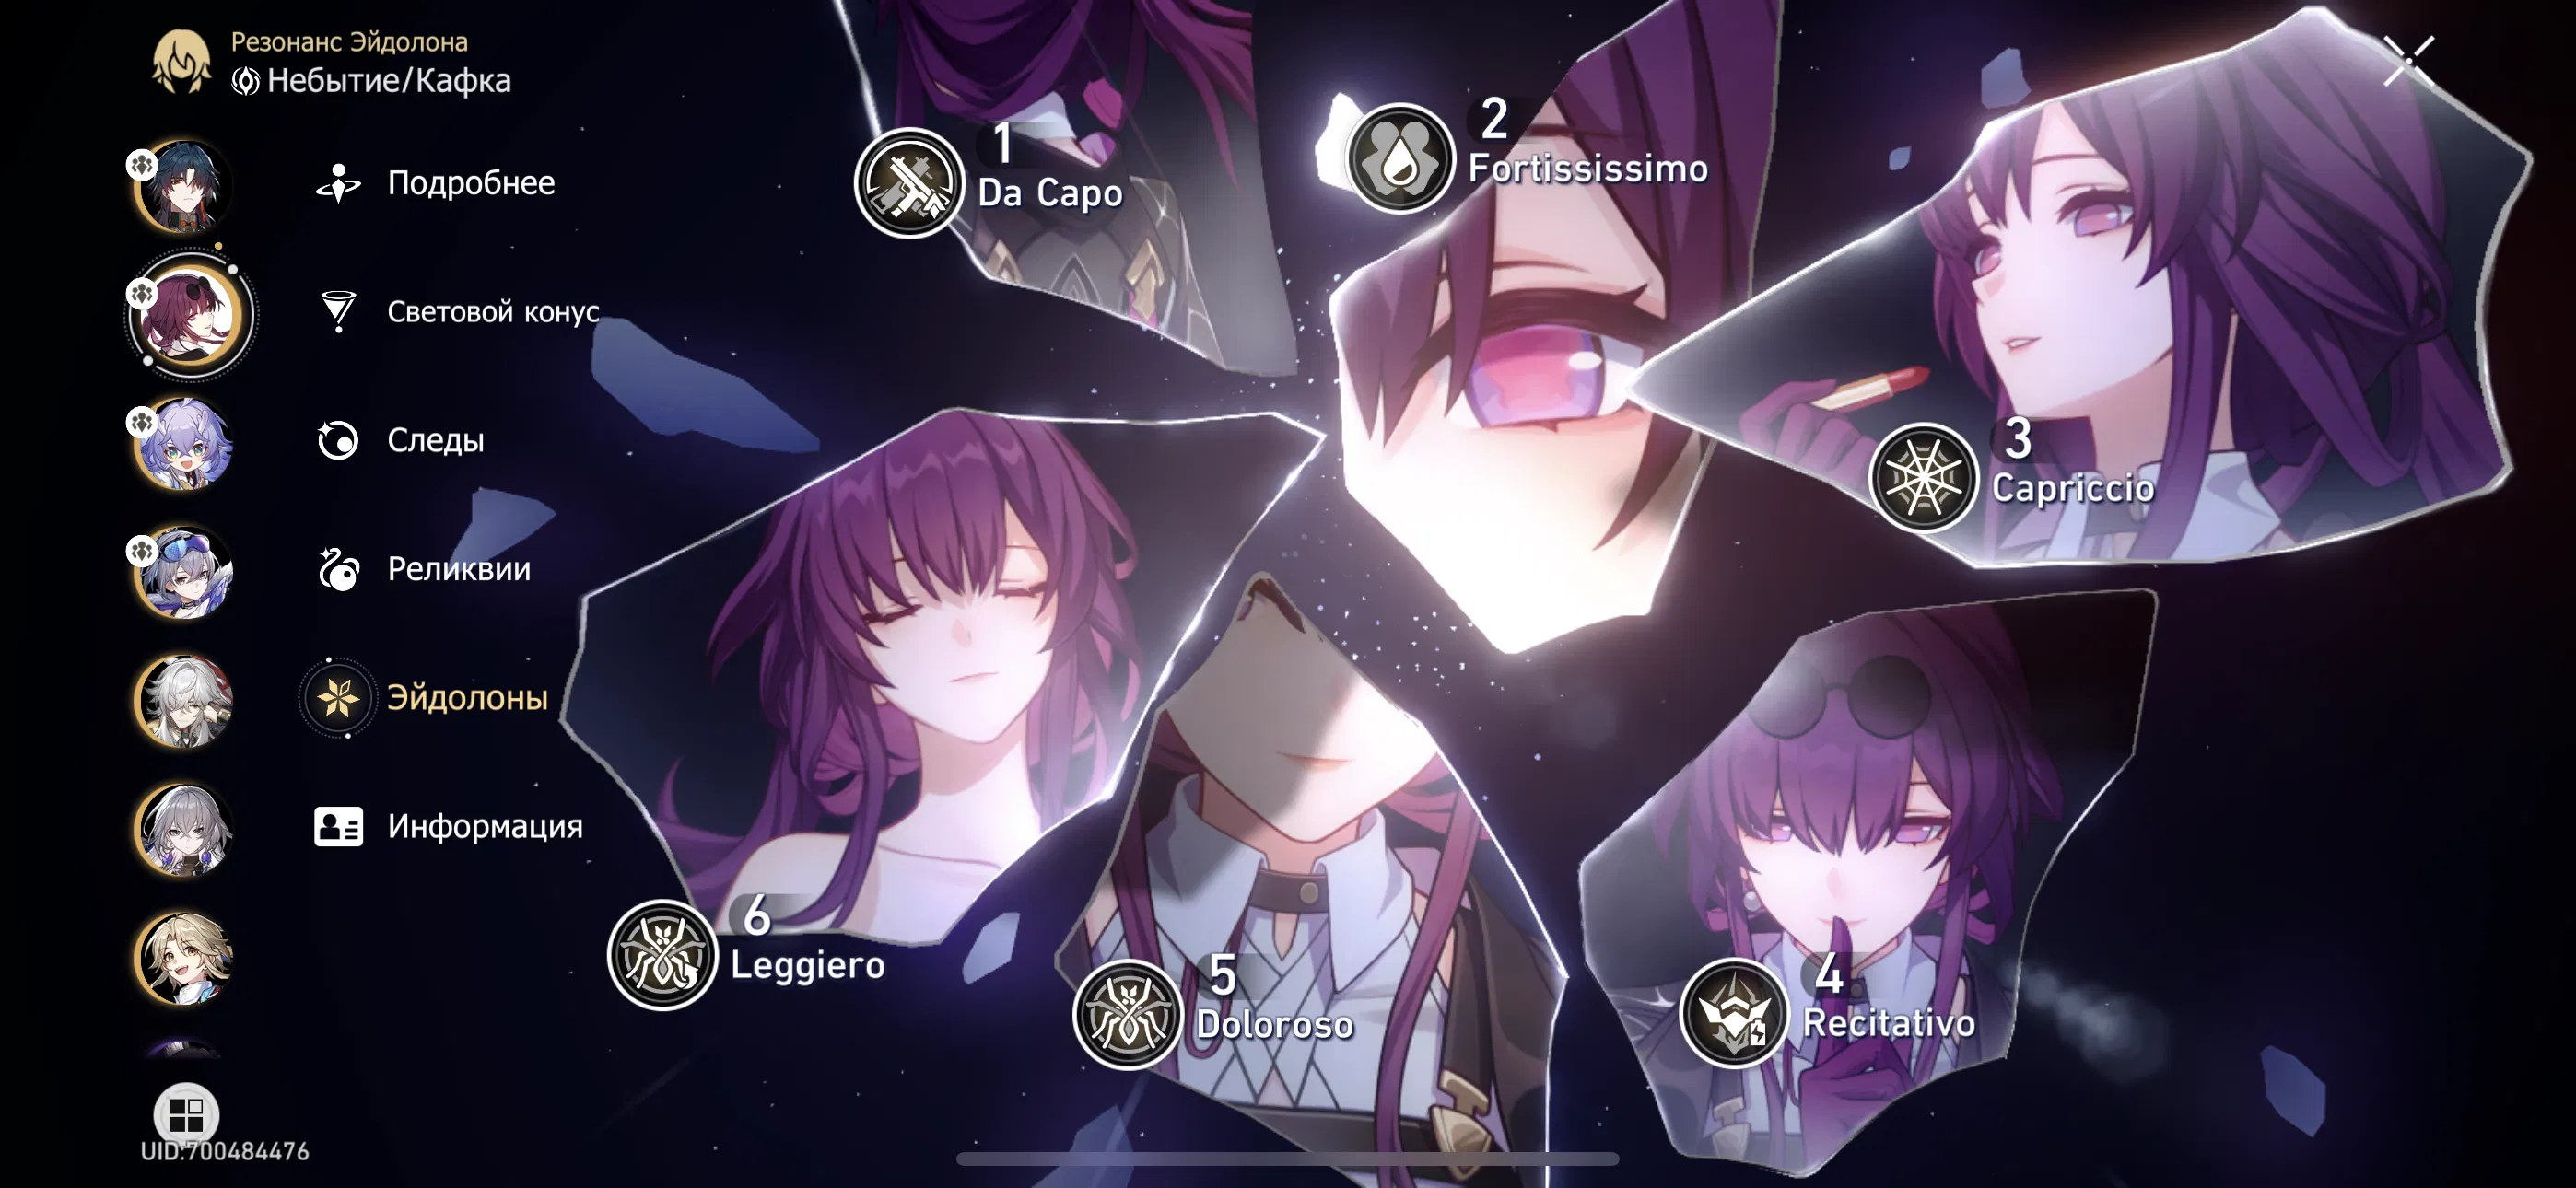 Резонанс Эйдолона
Небытие/Кафка
Подробнее
Световой конус
Следы
Реликвии
Эйдолоны
Информация
1
Da Capo
2
Fortississimo
3
Capriccio
4
Recitativo
5
Doloroso
6
Leggiero
UID:700484476